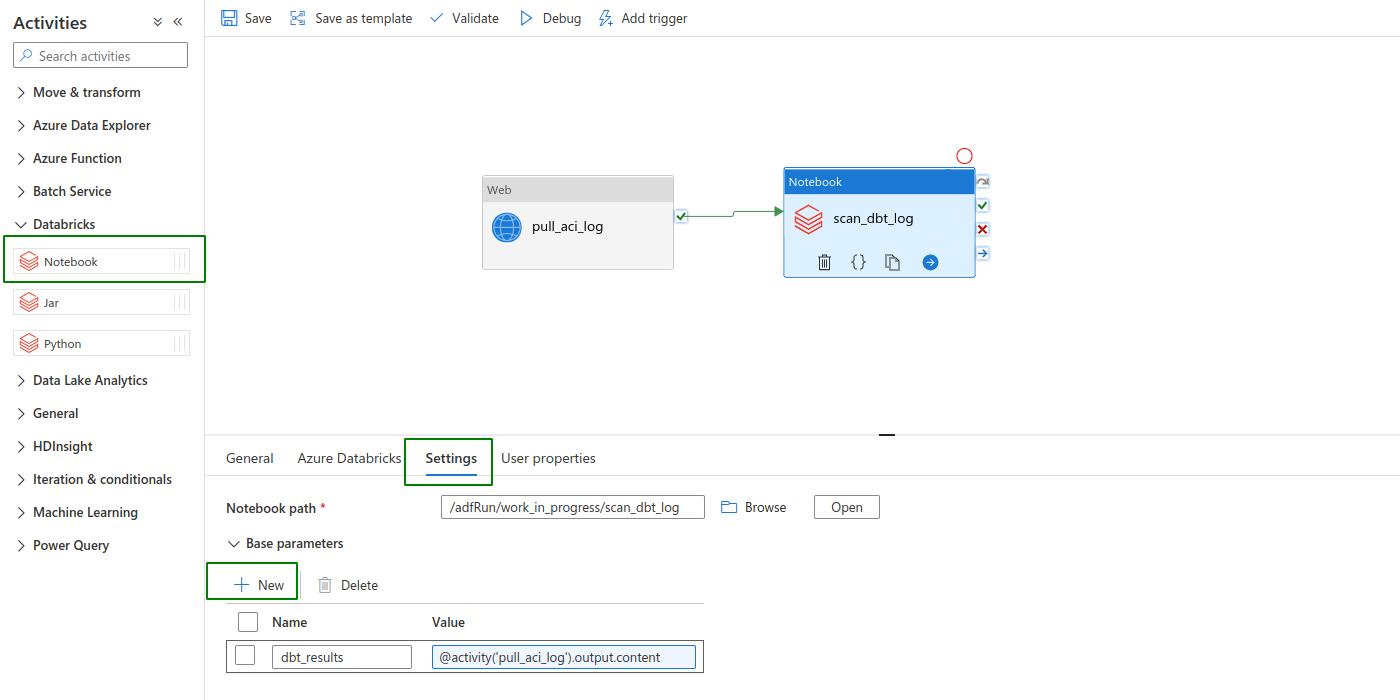 Activities
Search activities
Move & transform
Azure Data Explorer
Azure Function
Batch Service
Databricks
Notebook
Jar
Python
Data Lake Analytics
General
HDInsight
Iteration & conditionals
Machine Learning
Power Query
Save Save as template Validate Debug Add trigger
Web
pull_aci_log
Notebook
scan_dbt_log
{}
General Azure Databricks Settings User properties
Notebook path * /adfRun/work_in_progress/scan_dbt_log Browse Open
Base parameters
New Delete
Name Value
dbt_results @activity('pull_aci_log').output.content